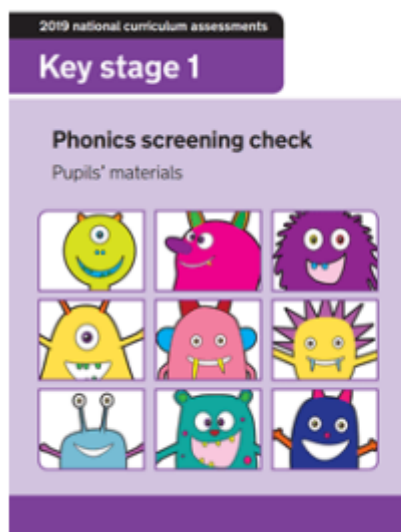 2019 national curriculum assessments
Key stage 1
Phonics screening check
Pupils' materials